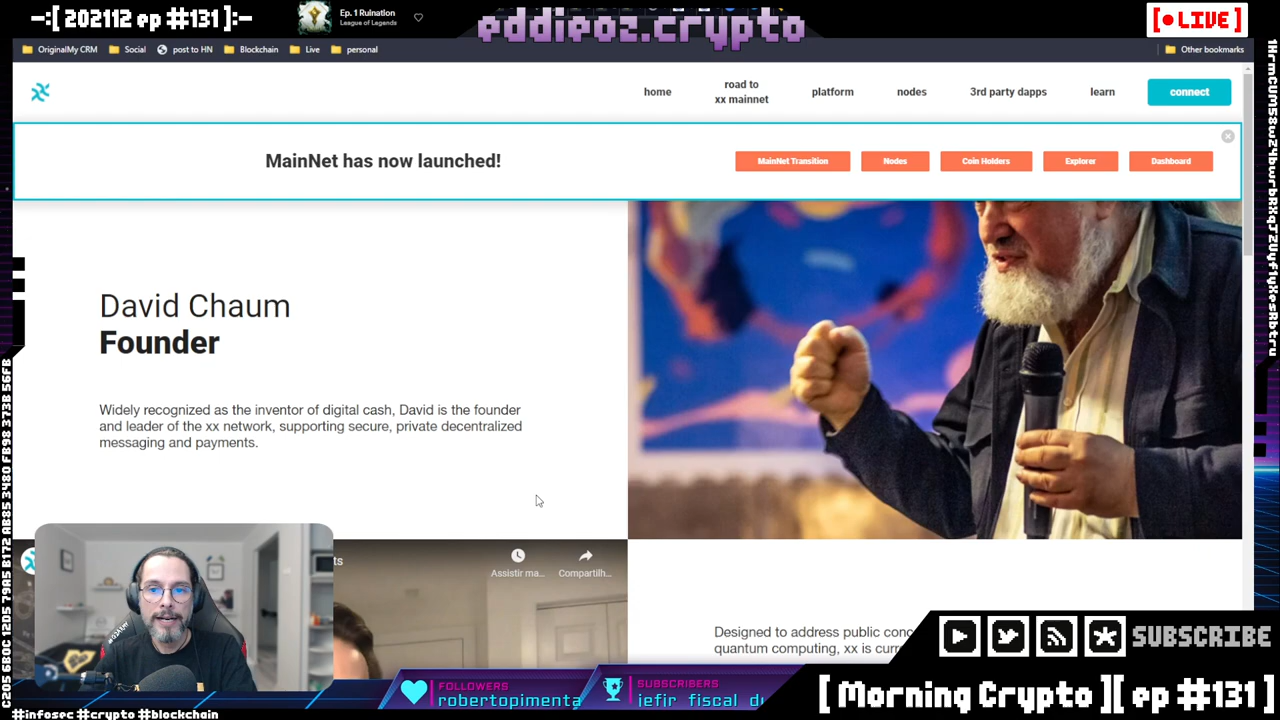 -:[ 202112 ep #131]:-
Ep. 1 Ruination
League of Legends
eddieoz.crypto
[•LIVE]
OriginalMy CRM
Social
post to HN
Blockchain
Live
personal
Other bookmarks
home
road to
xx mainnet
platform
nodes
3rd party dapps
learn
connect
MainNet has now launched!
MainNet Transition
Nodes
Coin Holders
Explorer
Dashboard
David Chaum
Founder
Widely recognized as the inventor of digital cash, David is the founder
and leader of the xx network, supporting secure, private decentralized
messaging and payments.
ts
Assistir ma...
Compartilh...
Designed to address public conc
quantum computing, xx is curr
SUBSCRIBE
FOLLOWERS
robertopimenta
SUBSCRIBERS
iefir_fiscal_du
[ Morning Crypto ][ ep #131 ]
#infosec #crypto #blockchain